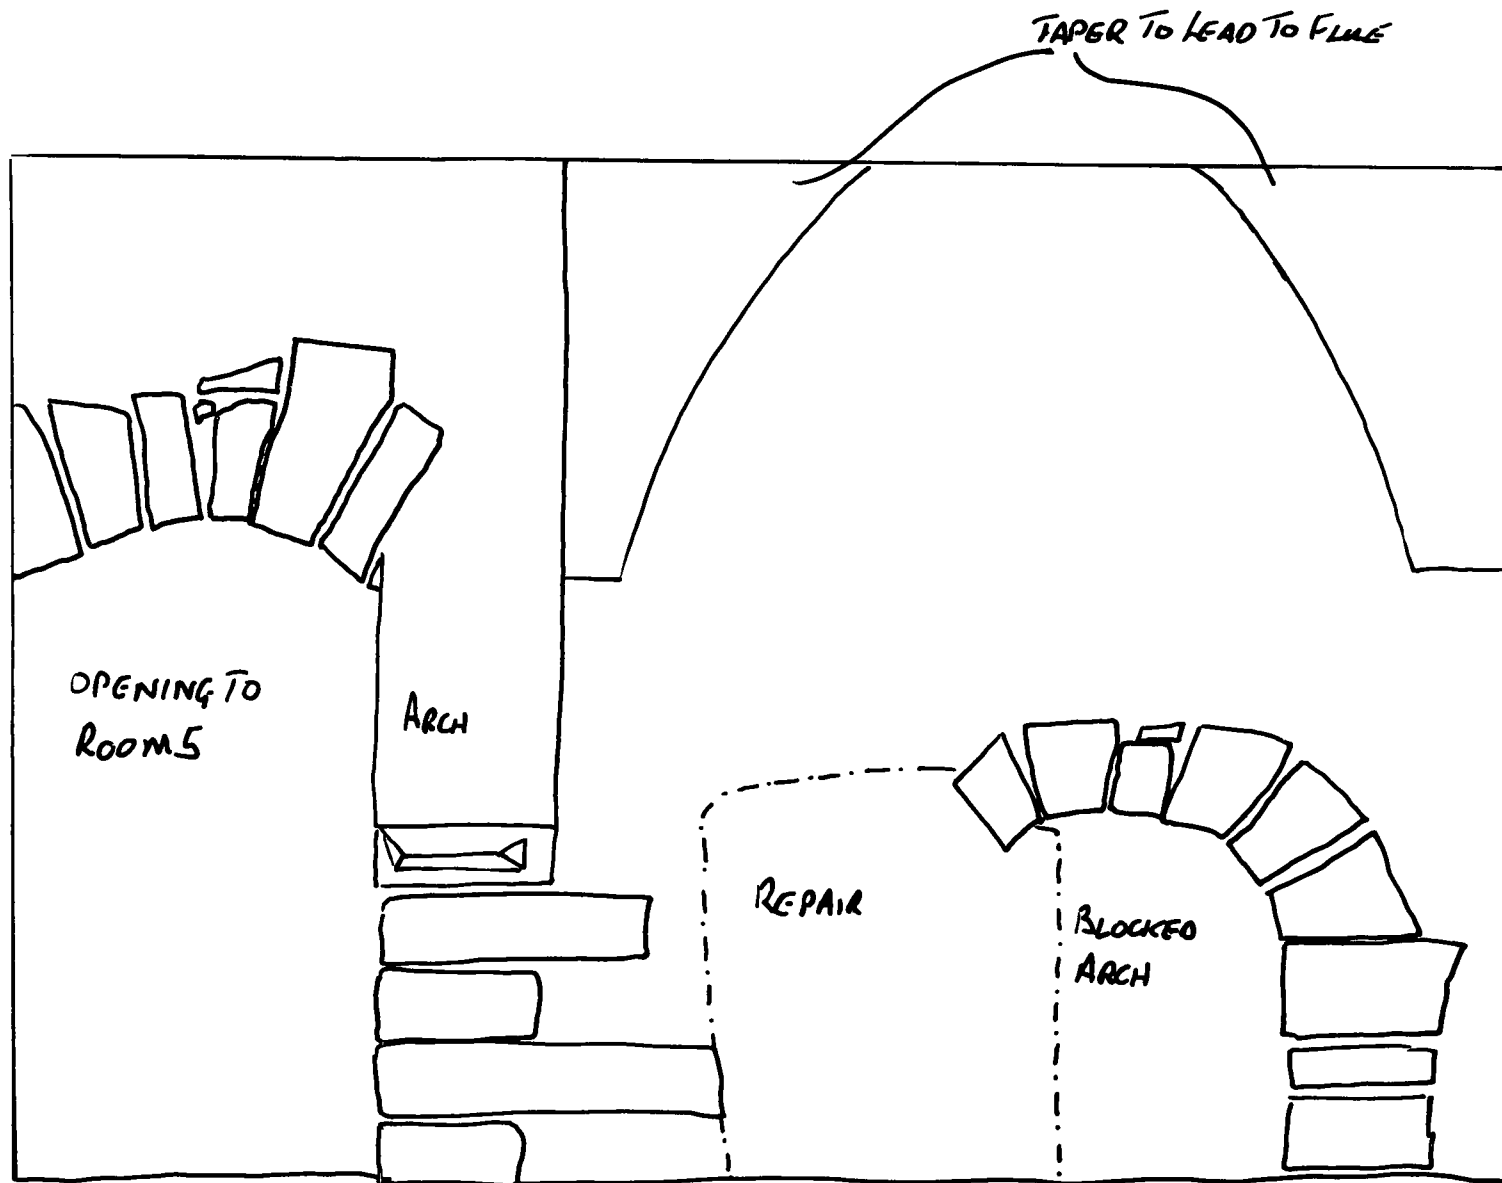 TAPER TO LEAD TO FLUE
OPENING TO
ROOM 5
ARCH
REPAIR
BLOCKED
ARCH